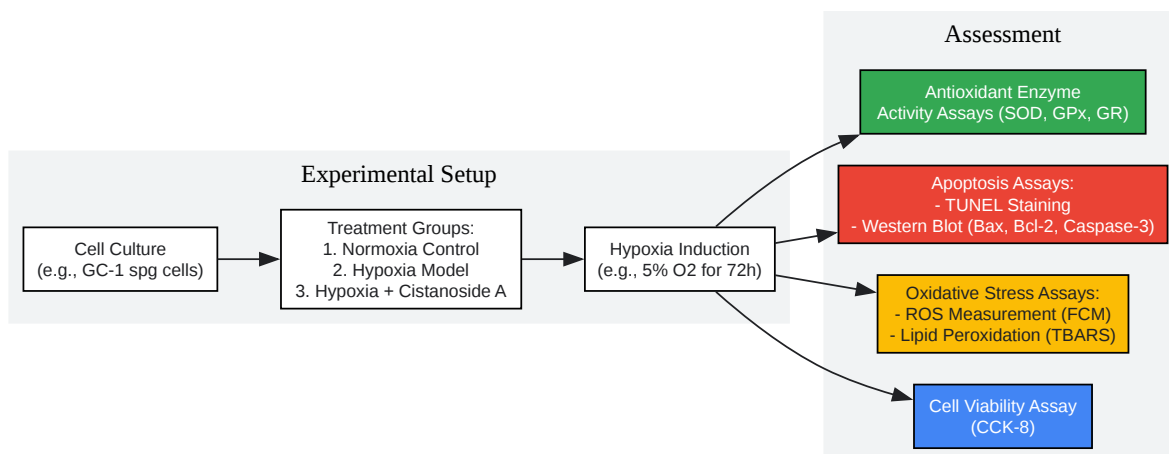 Experimental Setup
Cell Culture
(e.g., GC-1 spg cells)
Treatment Groups:
1. Normoxia Control
2. Hypoxia Model
3. Hypoxia + Cistanoside A
Hypoxia Induction
(e.g., 5% O2 for 72h)
Assessment
Antioxidant Enzyme
Activity Assays (SOD, GPx, GR)
Apoptosis Assays:
- TUNEL Staining
- Western Blot (Bax, Bcl-2, Caspase-3)
Oxidative Stress Assays:
- ROS Measurement (FCM)
- Lipid Peroxidation (TBARS)
Cell Viability Assay
(CCK-8)